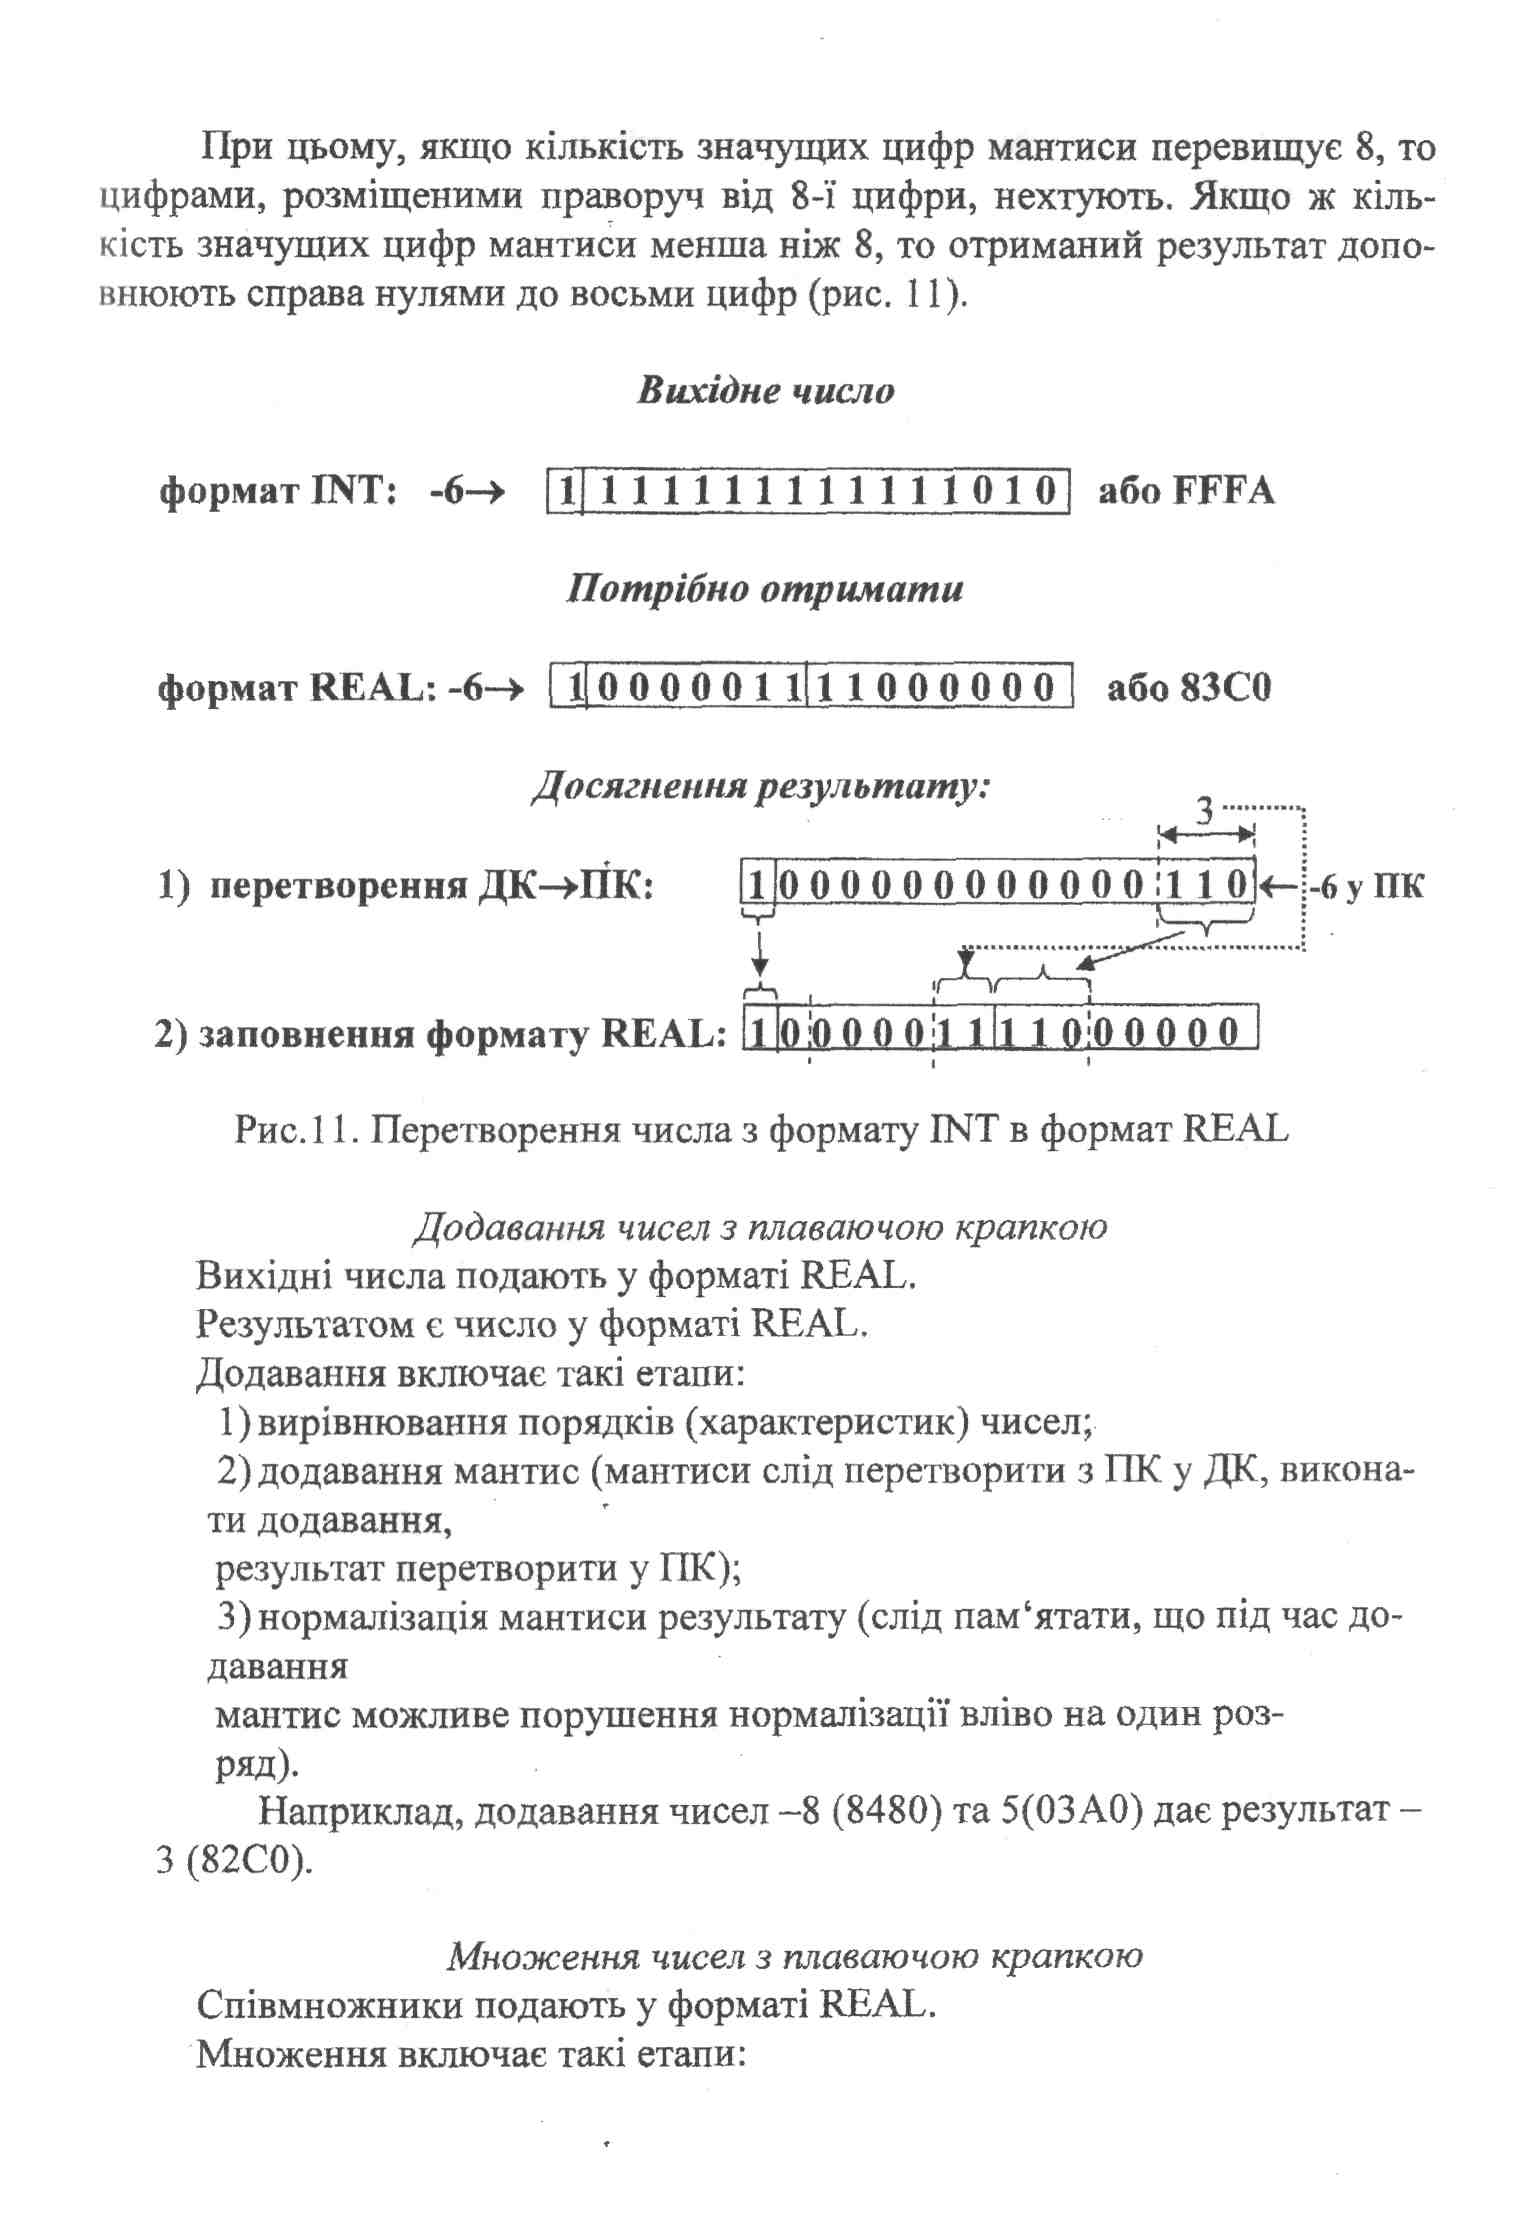 При цьому, якщо кількість значущих цифр мантиси перевищує 8, то
цифрами, розміщеними праворуч від 8-ї цифри, нехтують. Якщо ж кіль-
кість значущих цифр мантиси менша ніж 8, то отриманий результат допо-
внюють справа нулями до восьми цифр (рис. 11).
Вихідне число
формат INT: -6→ 1 1 1 1 1 1 1 1 1 1 1 1 1 0 1 0 або FFFA
Потрібно отримати
формат REAL: -6→ 1 0 0 0 0 0 1 1 1 1 0 0 0 0 0 0 або 83C0
Досягнення результату:
3
1) перетворення ДК→ПК: 1 0 0 0 0 0 0 0 0 0 0 0 0 1 1 0 ←-6 у ПК
2) заповнення формату REAL: 1 0 0 0 0 0 1 1 1 1 0 0 0 0 0 0
Рис.11. Перетворення числа з формату INT в формат REAL
Додавання чисел з плаваючою крапкою
Вихідні числа подають у форматі REAL.
Результатом є число у форматі REAL.
Додавання включає такі етапи:
1) вирівнювання порядків (характеристик) чисел;
2) додавання мантис (мантиси слід перетворити з ПК у ДК, викона-
ти додавання,
результат перетворити у ПК);
3) нормалізація мантиси результату (слід пам‘ятати, що під час до-
давання
мантис можливе порушення нормалізації вліво на один роз-
ряд).
Наприклад, додавання чисел –8 (8480) та 5(03A0) дає результат –
3 (82C0).
Множення чисел з плаваючою крапкою
Співмножники подають у форматі REAL.
Множення включає такі етапи: